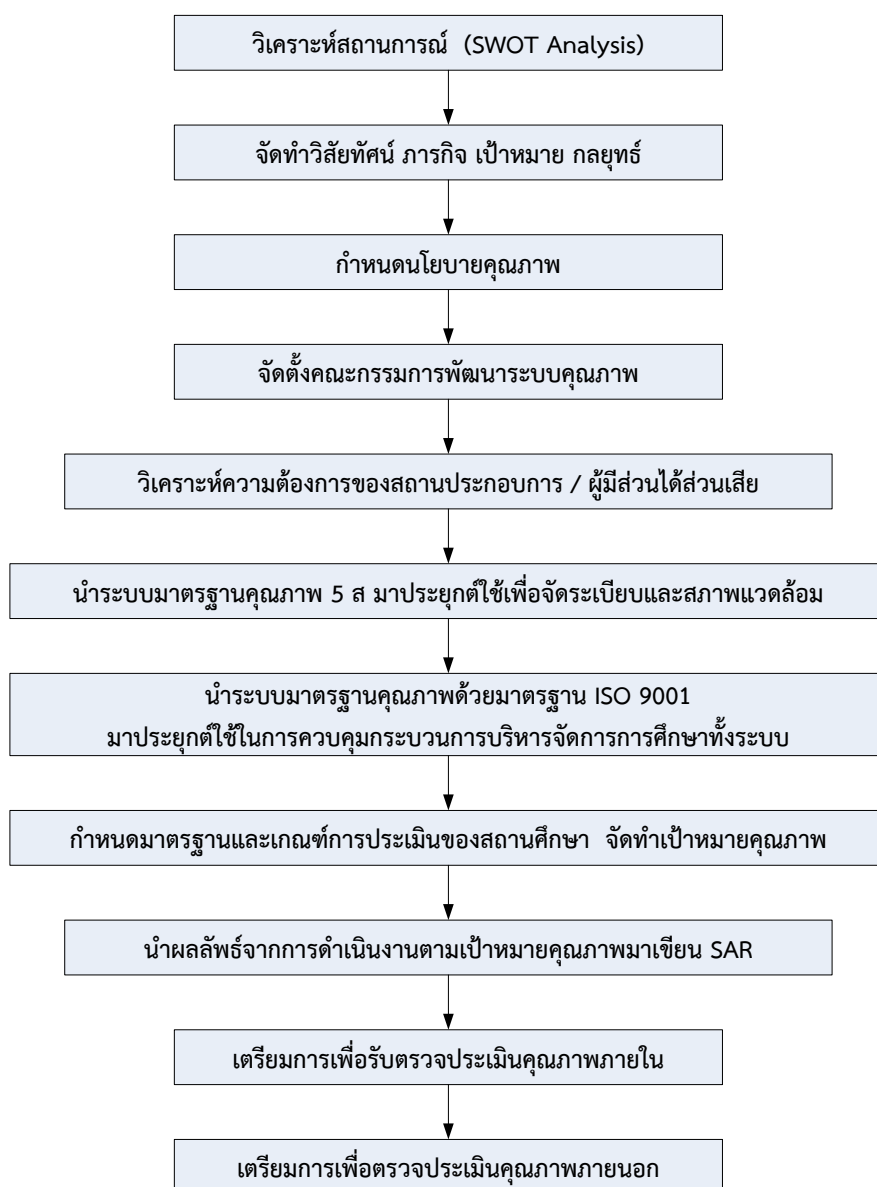 วิเคราะห์สถานการณ์  (SWOT Analysis)
จัดทำวิสัยทัศน์ ภารกิจ เป้าหมาย กลยุทธ์
กำหนดนโยบายคุณภาพ
จัดตั้งคณะกรรมการพัฒนาระบบคุณภาพ
วิเคราะห์ความต้องการของสถานประกอบการ / ผู้มีส่วนได้ส่วนเสีย
นำระบบมาตรฐานคุณภาพ 5 ส มาประยุกต์ใช้เพื่อจัดระเบียบและสภาพแวดล้อม
นำระบบมาตรฐานคุณภาพด้วยมาตรฐาน ISO 9001
มาประยุกต์ใช้ในการควบคุมกระบวนการบริหารจัดการการศึกษาทั้งระบบ
กำหนดมาตรฐานและเกณฑ์การประเมินของสถานศึกษา  จัดทำเป้าหมายคุณภาพ
นำผลลัพธ์จากการดำเนินงานตามเป้าหมายคุณภาพมาเขียน SAR
เตรียมการเพื่อรับตรวจประเมินคุณภาพภายใน
เตรียมการเพื่อตรวจประเมินคุณภาพภายนอก